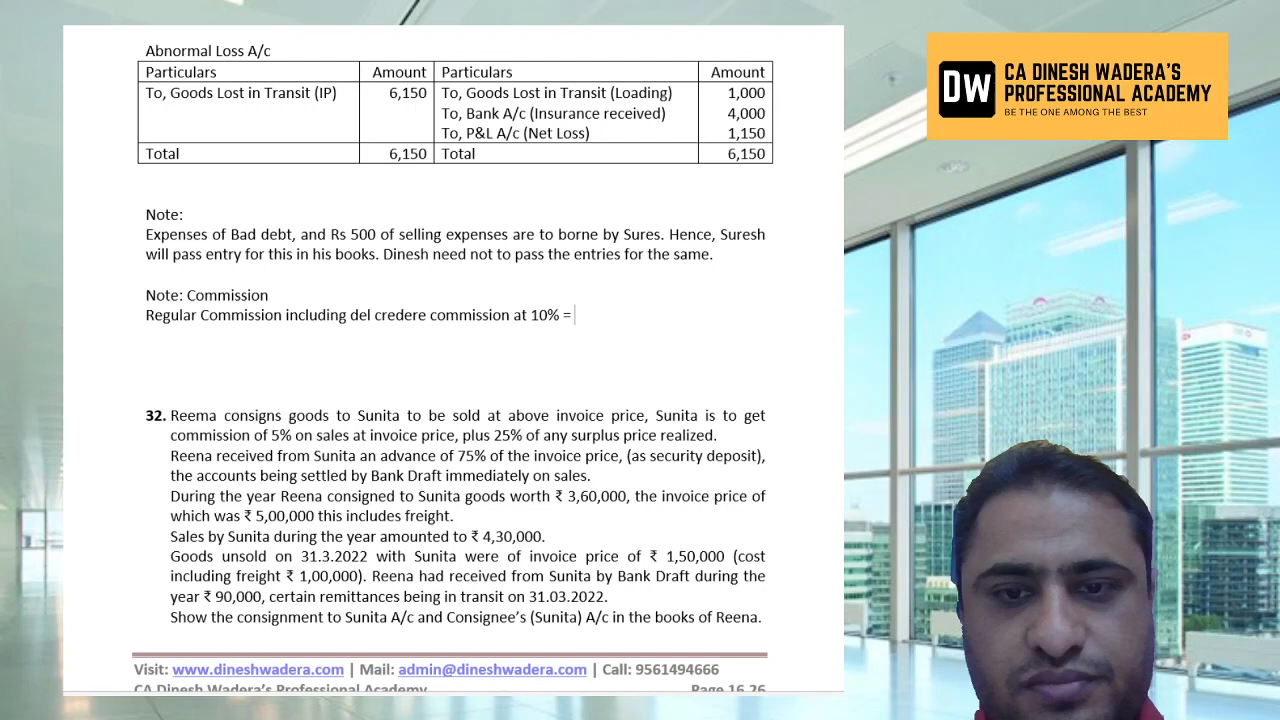 Abnormal Loss A/c
Particulars Amount Particulars Amount
To, Goods Lost in Transit (IP) 6,150 To, Goods Lost in Transit (Loading) 1,000
To, Bank A/c (Insurance received) 4,000
To, P&L A/c (Net Loss) 1,150
Total 6,150 Total 6,150
Note:
Expenses of Bad debt, and Rs 500 of selling expenses are to borne by Sures. Hence, Suresh
will pass entry for this in his books. Dinesh need not to pass the entries for the same.
Note: Commission
Regular Commission including del credere commission at 10% =
32. Reema consigns goods to Sunita to be sold at above invoice price, Sunita is to get
commission of 5% on sales at invoice price, plus 25% of any surplus price realized.
Reena received from Sunita an advance of 75% of the invoice price, (as security deposit),
the accounts being settled by Bank Draft immediately on sales.
During the year Reena consigned to Sunita goods worth ₹ 3,60,000, the invoice price of
which was ₹ 5,00,000 this includes freight.
Sales by Sunita during the year amounted to ₹ 4,30,000.
Goods unsold on 31.3.2022 with Sunita were of invoice price of ₹ 1,50,000 (cost
including freight ₹ 1,00,000). Reena had received from Sunita by Bank Draft during the
year ₹ 90,000, certain remittances being in transit on 31.03.2022.
Show the consignment to Sunita A/c and Consignee's (Sunita) A/c in the books of Reena.
Visit: www.dineshwadera.com | Mail: admin@dineshwadera.com | Call: 9561494666
CA Dinesh Wadera's Professional Academy Page 16 26
DW
CA DINESH WADERA'S
PROFESSIONAL ACADEMY
BE THE ONE AMONG THE BEST